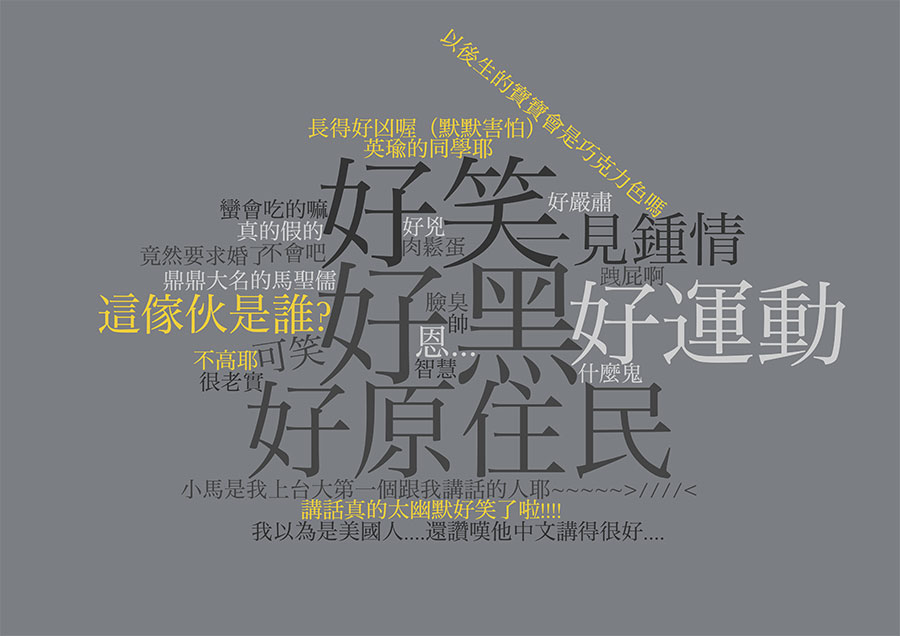 以後生的寶寶會是巧克力色嗎
長得好凶喔（默默害怕）
英瑜的同學耶
好笑
好嚴肅
蠻會吃的嘛
真的假的
好兇
見鍾情
竟然要求婚了不會吧
肉鬆蛋
跩屁啊
鼎鼎大名的馬聖儒
好黑
臉臭
好運動
這傢伙是誰?
帥
恩...
可笑
不高耶
智慧
什麼鬼
很老實
好原住民
小馬是我上台大第一個跟我講話的人耶~~~~~>////<
講話真的太幽默好笑了啦!!!!
我以為是美國人....還讚嘆他中文講得很好....